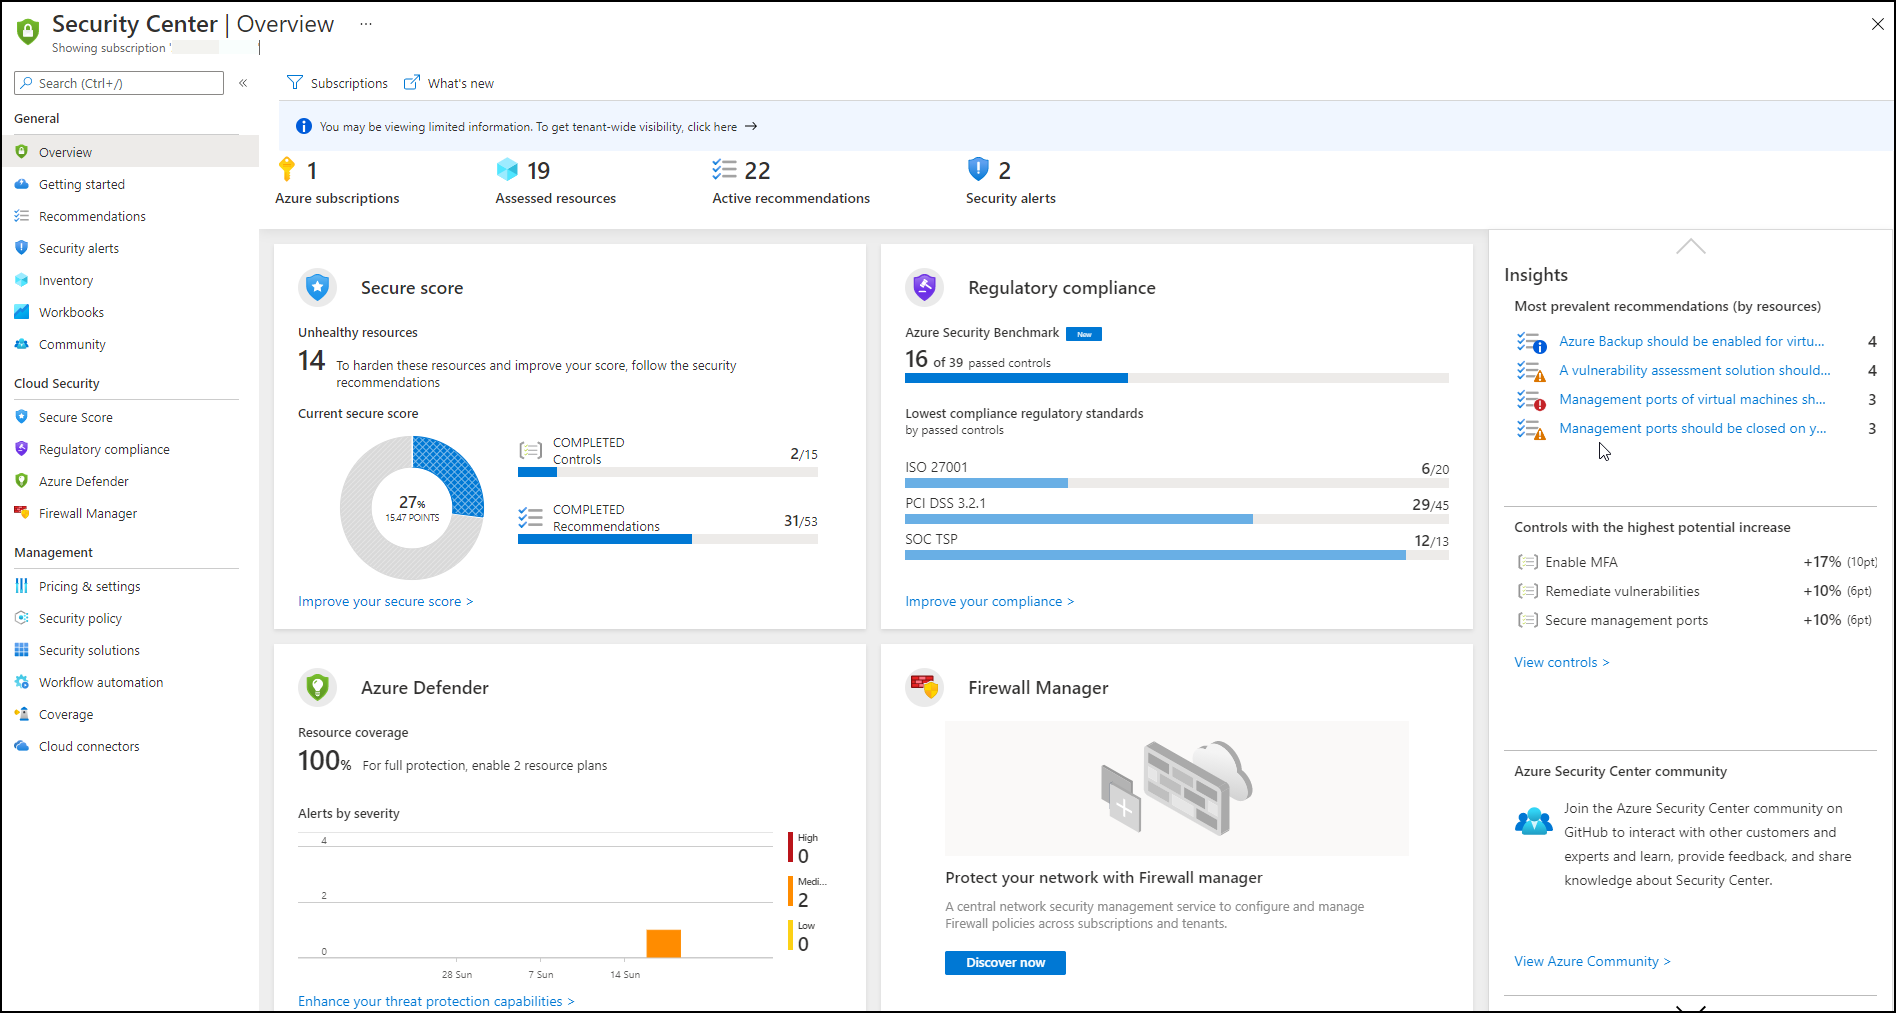 Security Center | Overview ...
Showing subscription '
Search (Ctrl+/)
«
General
Overview
Getting started
Recommendations
Security alerts
Inventory
Workbooks
Community
Cloud Security
Secure Score
Regulatory compliance
Azure Defender
Firewall Manager
Management
Pricing & settings
Security policy
Security solutions
Workflow automation
Coverage
Cloud connectors
Subscriptions
What's new
You may be viewing limited information. To get tenant-wide visibility, click here →
1
Azure subscriptions
19
Assessed resources
22
Active recommendations
2
Security alerts
Secure score
Unhealthy resources
14 To harden these resources and improve your score, follow the security
recommendations
Current secure score
27%
15.47 POINTS
COMPLETED
Controls 2/15
COMPLETED
Recommendations 31/53
Improve your secure score >
Regulatory compliance
Azure Security Benchmark New
16 of 39 passed controls
Lowest compliance regulatory standards
by passed controls
ISO 27001 6/20
PCI DSS 3.2.1 29/45
SOC TSP 12/13
Improve your compliance >
Azure Defender
Resource coverage
100% For full protection, enable 2 resource plans
Alerts by severity
4
2
0
28 Sun 7 Sun 14 Sun
High
0
Medi...
2
Low
0
Enhance your threat protection capabilities >
Firewall Manager
Protect your network with Firewall manager
A central network security management service to configure and manage
Firewall policies across subscriptions and tenants.
Discover now
Insights
Most prevalent recommendations (by resources)
Azure Backup should be enabled for virtu... 4
A vulnerability assessment solution should... 4
Management ports of virtual machines sh... 3
Management ports should be closed on y... 3
Controls with the highest potential increase
Enable MFA +17% (10pt)
Remediate vulnerabilities +10% (6pt)
Secure management ports +10% (6pt)
View controls >
Azure Security Center community
Join the Azure Security Center community on
GitHub to interact with other customers and
experts and learn, provide feedback, and share
knowledge about Security Center.
View Azure Community >